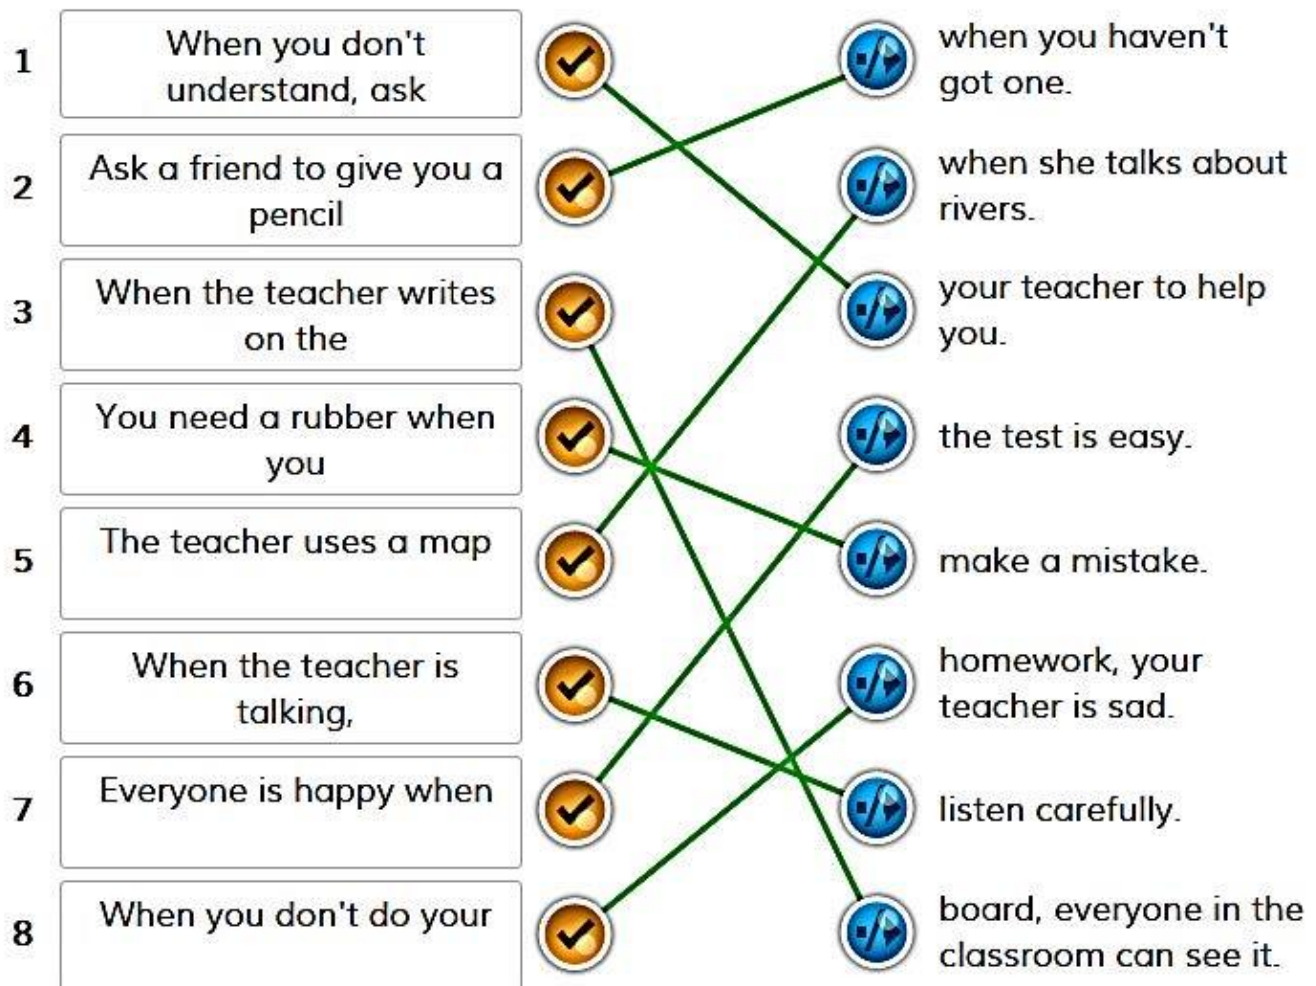 1
When you don't
understand, ask
when you haven't
got one.
2
Ask a friend to give you a
pencil
when she talks about
rivers.
3
When the teacher writes
on the
your teacher to help
you.
4
You need a rubber when
you
the test is easy.
5
The teacher uses a map
make a mistake.
6
When the teacher is
talking,
homework, your
teacher is sad.
7
Everyone is happy when
listen carefully.
8
When you don't do your
board, everyone in the
classroom can see it.